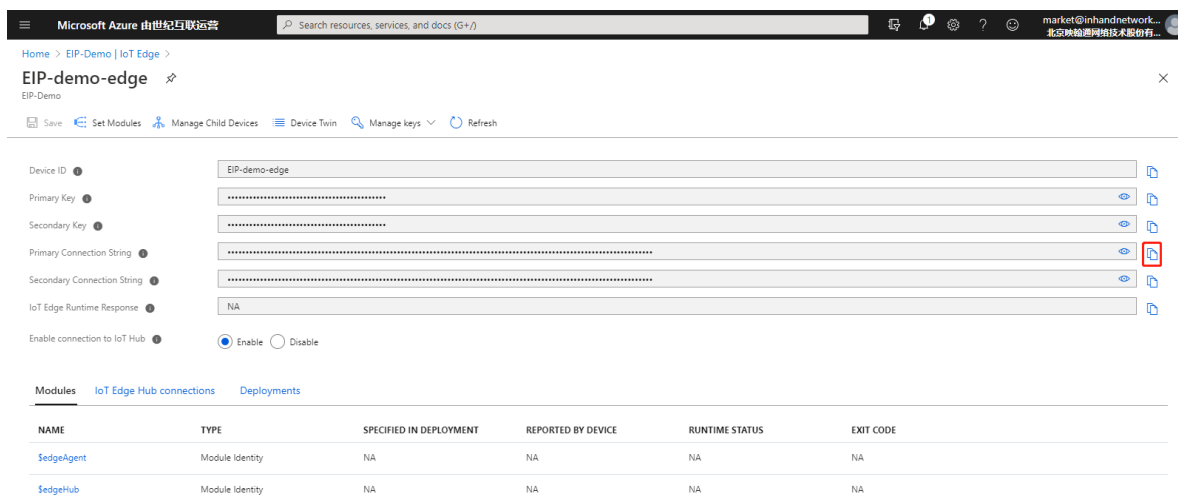 Microsoft Azure 由世纪互联运营 Search resources, services, and docs (G+/) 1 ? market@inhandnetwork...
北京映翰通网络技术股份有...
Home > EIP-Demo | IoT Edge >
EIP-demo-edge
EIP-Demo
Save Set Modules Manage Child Devices Device Twin Manage keys Refresh
Device ID EIP-demo-edge
Primary Key
Secondary Key
Primary Connection String
Secondary Connection String
IoT Edge Runtime Response NA
Enable connection to IoT Hub Enable Disable
Modules IoT Edge Hub connections Deployments
NAME TYPE SPECIFIED IN DEPLOYMENT REPORTED BY DEVICE RUNTIME STATUS EXIT CODE
$edgeAgent Module Identity NA NA NA NA
$edgeHub Module Identity NA NA NA NA